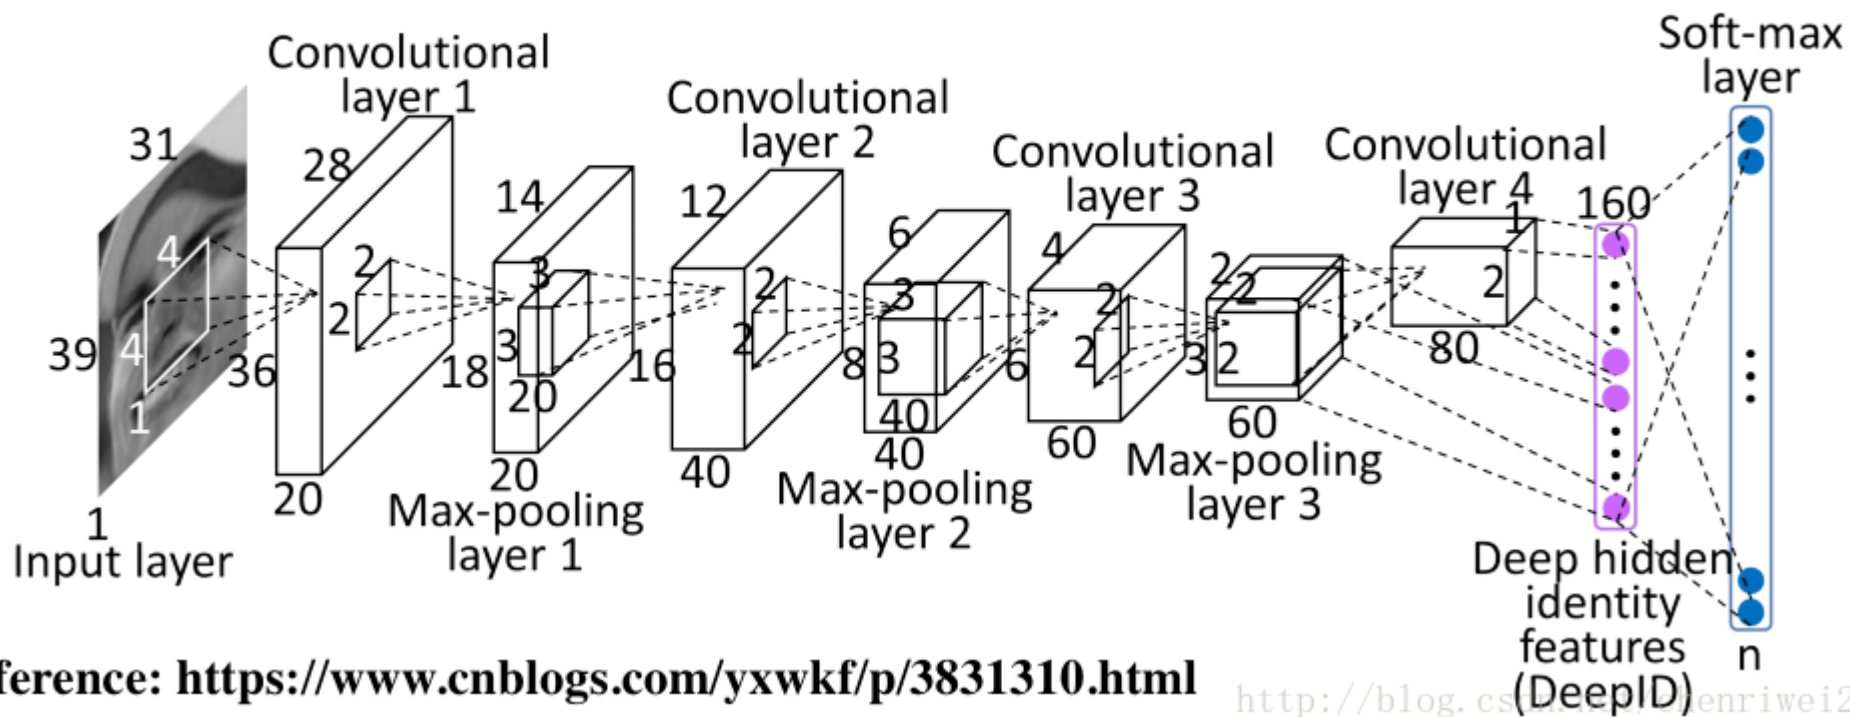 Convolutional
layer 1
Convolutional
layer 2
Convolutional
layer 3
Convolutional
layer 4
Soft-max
layer
31
28
14
12
6
4
2
1
160
4
4
1
2
2
3
3
20
2
2
3
3
40
2
2
2
2
2
39
36
18
16
8
6
3
80
1
20
20
40
40
60
60
Input layer
Max-pooling
layer 1
Max-pooling
layer 2
Max-pooling
layer 3
Deep hidden
identity
features
(DeepID)
n
ference: https://www.cnblogs.com/yxwkf/p/3831310.html